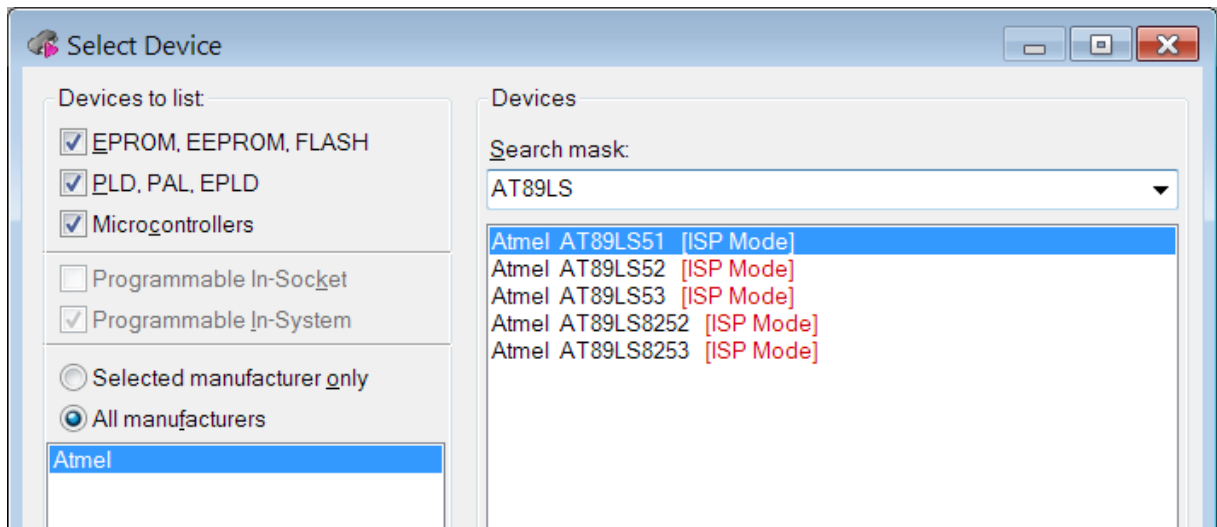 Select Device
Devices to list:
EPROM, EEPROM, FLASH
PLD, PAL, EPLD
Microcontrollers
Programmable In-Socket
Programmable In-System
Selected manufacturer only
All manufacturers
Atmel
Devices
Search mask:
AT89LS
Atmel AT89LS51 [ISP Mode]
Atmel AT89LS52 [ISP Mode]
Atmel AT89LS53 [ISP Mode]
Atmel AT89LS8252 [ISP Mode]
Atmel AT89LS8253 [ISP Mode]